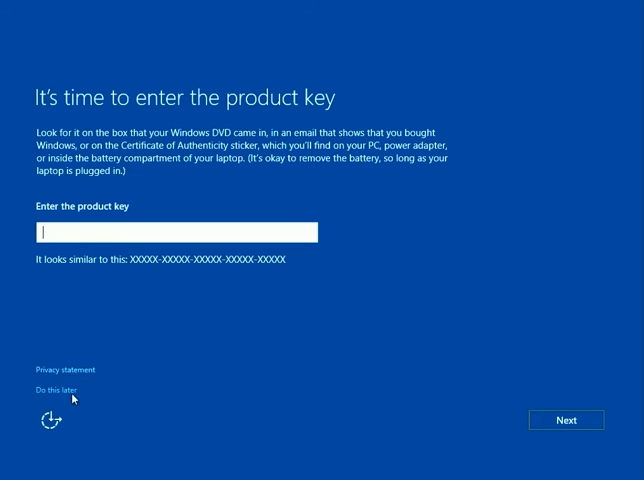 It's time to enter the product key
Look for it on the box that your Windows DVD came in, in an email that shows that you bought
Windows, or on the Certificate of Authenticity sticker, which you'll find on your PC, power adapter,
or inside the battery compartment of your laptop. (It's okay to remove the battery, so long as your
laptop is plugged in.)
Enter the product key
It looks similar to this: XXXXX-XXXXX-XXXXX-XXXXX-XXXXX
Privacy statement
Do this later
Next